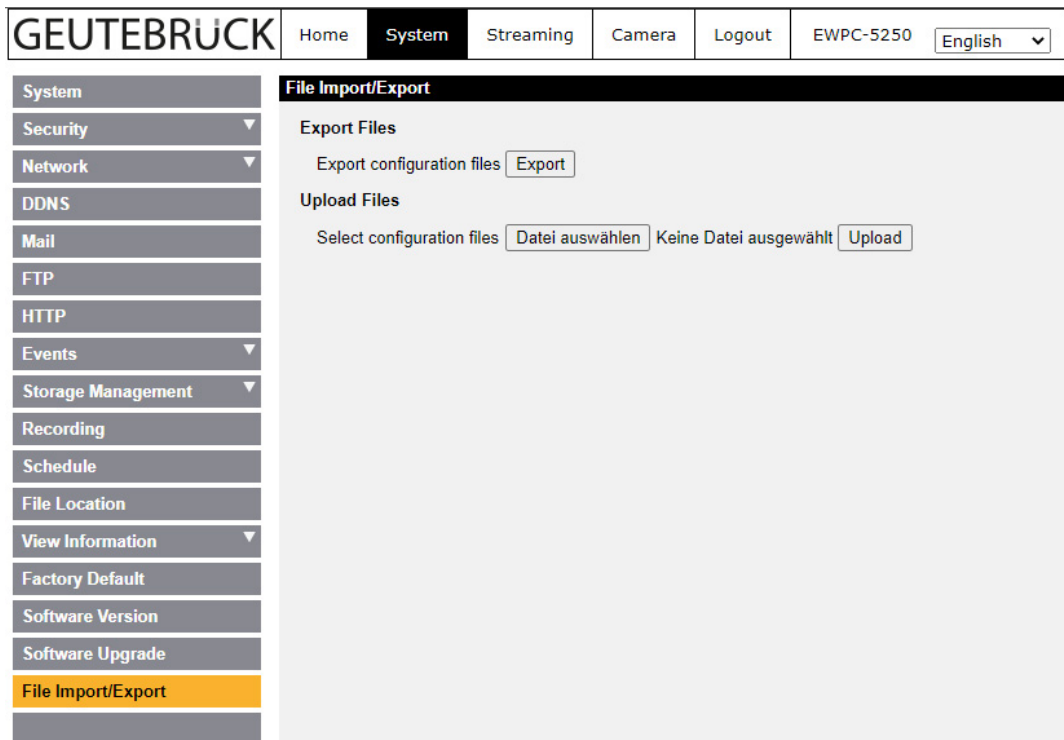 GEUTEBRÜCK Home System Streaming Camera Logout EWPC-5250 English
System
Security
Network
DDNS
Mail
FTP
HTTP
Events
Storage Management
Recording
Schedule
File Location
View Information
Factory Default
Software Version
Software Upgrade
File Import/Export
File Import/Export
Export Files
Export configuration files Export
Upload Files
Select configuration files Datei auswählen Keine Datei ausgewählt Upload